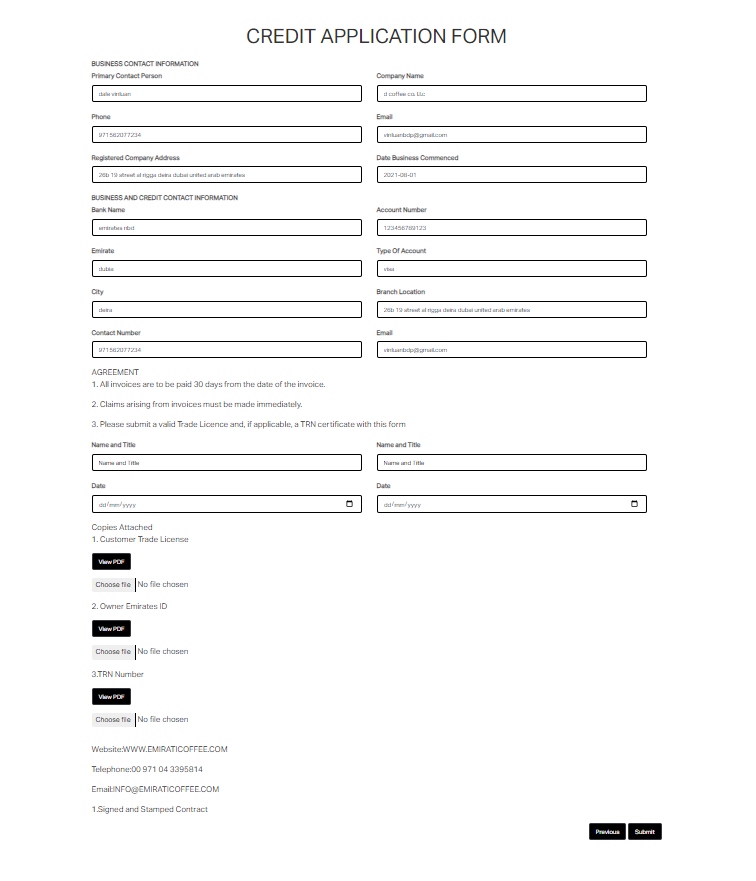 CREDIT APPLICATION FORM
BUSINESS CONTACT INFORMATION
Primary Contact Person
Company Name
dale virituan
d coffee co. llc
Phone
Email
971562077234
virituanbdp@gmail.com
Registered Company Address
Date Business Commenced
26b 19 street al rigga deira dubai united arab emirates
2021-08-01
BUSINESS AND CREDIT CONTACT INFORMATION
Bank Name
Account Number
emirates nbd
123456789123
Emirate
Type Of Account
dubie
visa
City
Branch Location
deira
26b 19 street al rigga deira dubai united arab emirates
Contact Number
Email
971562077234
virituanbdp@gmail.com
AGREEMENT
1. All invoices are to be paid 30 days from the date of the invoice.
2. Claims arising from invoices must be made immediately.
3. Please submit a valid Trade Licence and, if applicable, a TRN certificate with this form
Name and Title
Name and Title
Name and Title
Name and Title
Date
Date
dd/mm/yyyy
dd/mm/yyyy
Copies Attached
1. Customer Trade License
View PDF
Choose file No file chosen
2. Owner Emirates ID
View PDF
Choose file No file chosen
3.TRN Number
View PDF
Choose file No file chosen
Website:WWW.EMIRATICOFFEE.COM
Telephone:00 971 04 3395814
Email:INFO@EMIRATICOFFEE.COM
1.Signed and Stamped Contract
Previous Submit